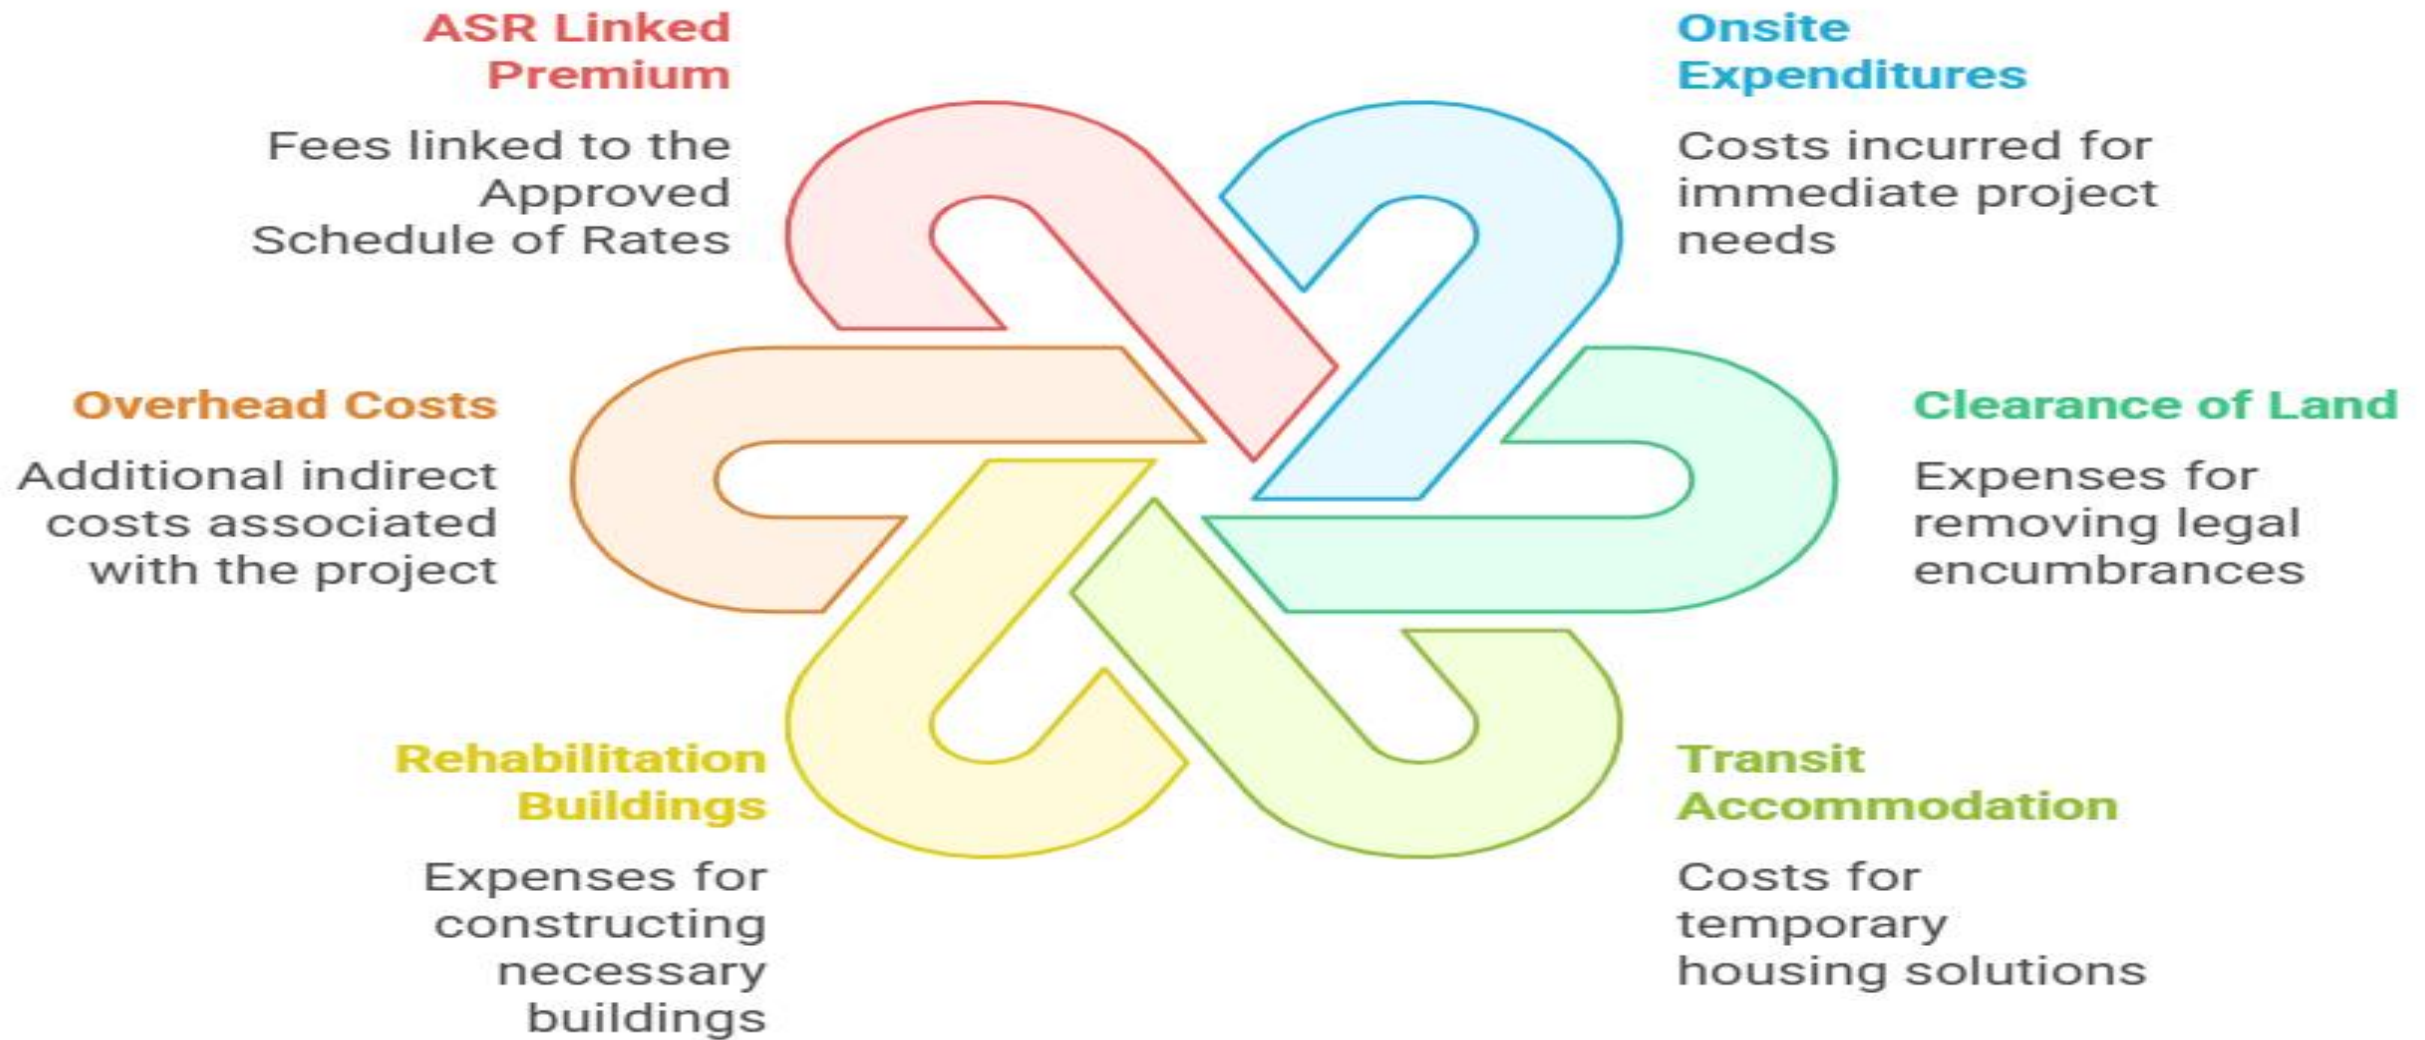 ASR Linked
Premium
Fees linked to the
Approved
Schedule of Rates
Onsite
Expenditures
Costs incurred for
immediate project
needs
Overhead Costs
Additional indirect
costs associated
with the project
Clearance of Land
Expenses for
removing legal
encumbrances
Rehabilitation
Buildings
Expenses for
constructing
necessary
buildings
Transit
Accommodation
Costs for
temporary
housing solutions